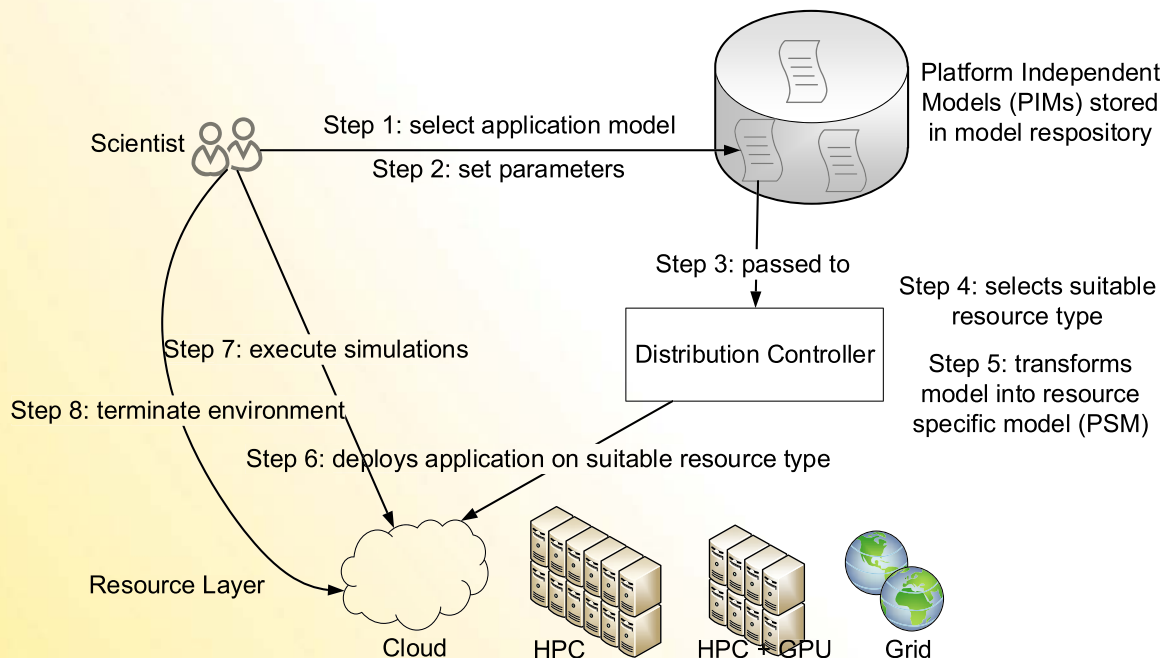 Platform Independent
Models (PIMs) stored
in model respository
Scientist
Step 1: select application model
Step 2: set parameters
Step 3: passed to
Step 4: selects suitable
resource type
Distribution Controller
Step 5: transforms
model into resource
specific model (PSM)
Step 7: execute simulations
Step 8: terminate environment
Step 6: deploys application on suitable resource type
Resource Layer
Cloud
HPC
HPC + GPU
Grid